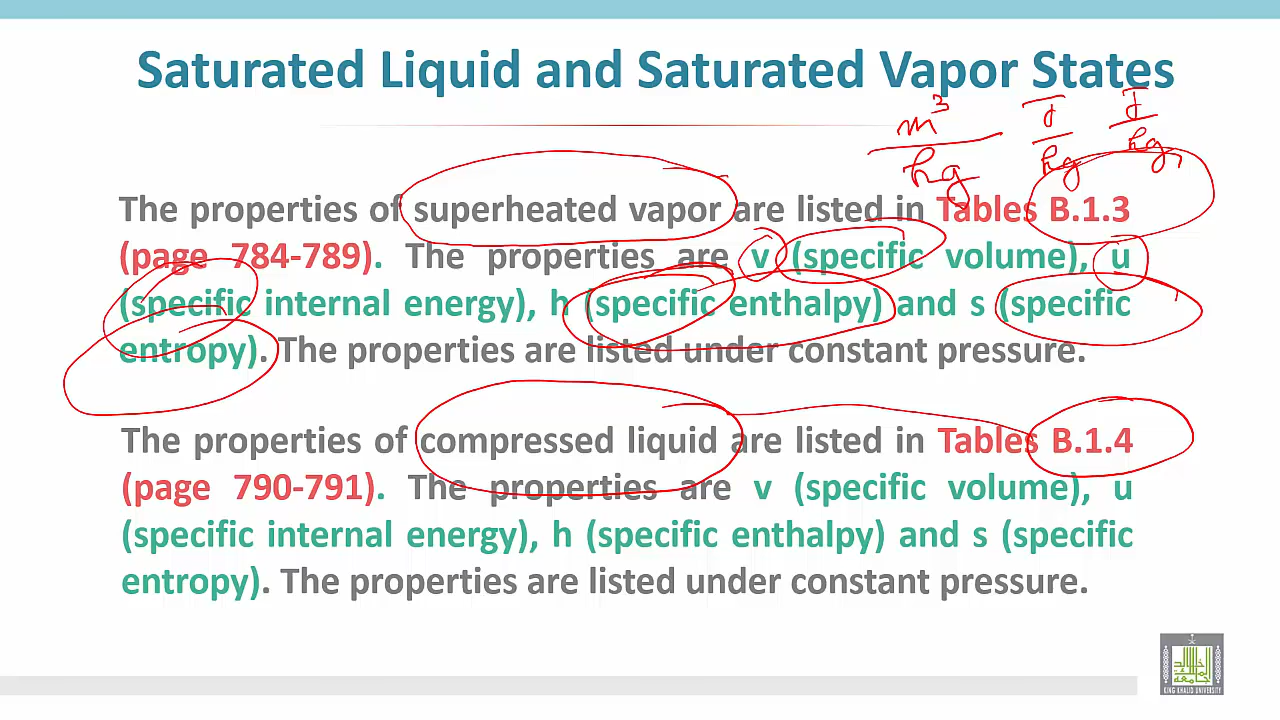 Saturated Liquid and Saturated Vapor States
m³ J J
kg kg kg
The properties of superheated vapor are listed in Tables B.1.3
(page 784-789). The properties are v (specific volume), u
(specific internal energy), h (specific enthalpy) and s (specific
entropy). The properties are listed under constant pressure.
The properties of compressed liquid are listed in Tables B.1.4
(page 790-791). The properties are v (specific volume), u
(specific internal energy), h (specific enthalpy) and s (specific
entropy). The properties are listed under constant pressure.
KING KHALID UNIVERSITY